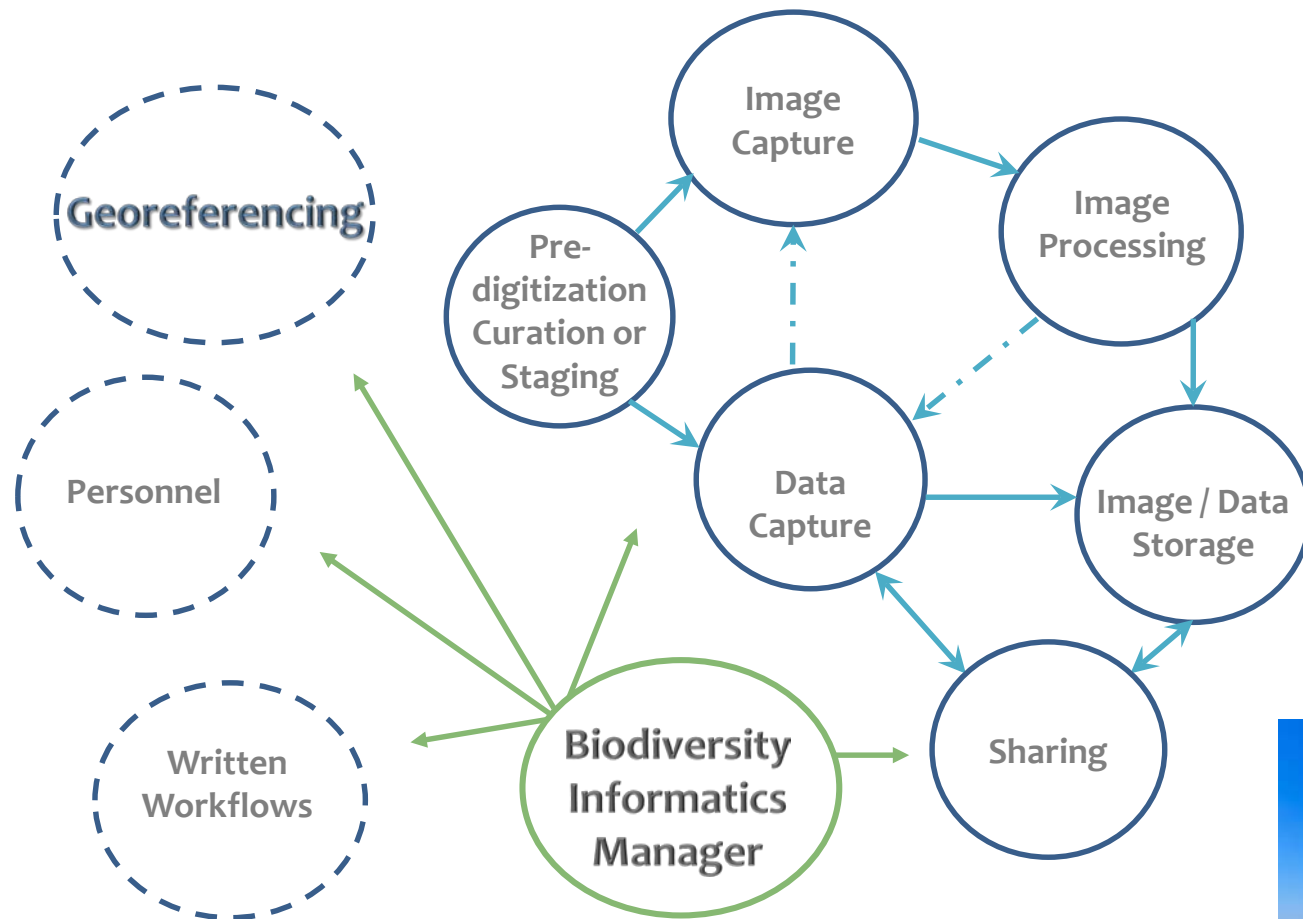 Image
Capture
Georeferencing
Image
Processing
Pre-
digitization
Curation or
Staging
Personnel
Data
Capture
Image / Data
Storage
Written
Workflows
Biodiversity
Informatics
Manager
Sharing